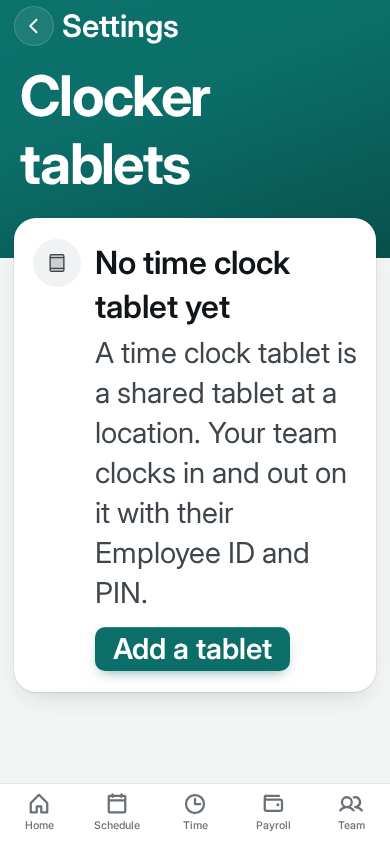 Settings
Clocker
tablets
No time clock
tablet yet
A time clock tablet is
a shared tablet at a
location. Your team
clocks in and out on
it with their
Employee ID and
PIN.
Add a tablet
Home
Schedule
Time
Payroll
Team